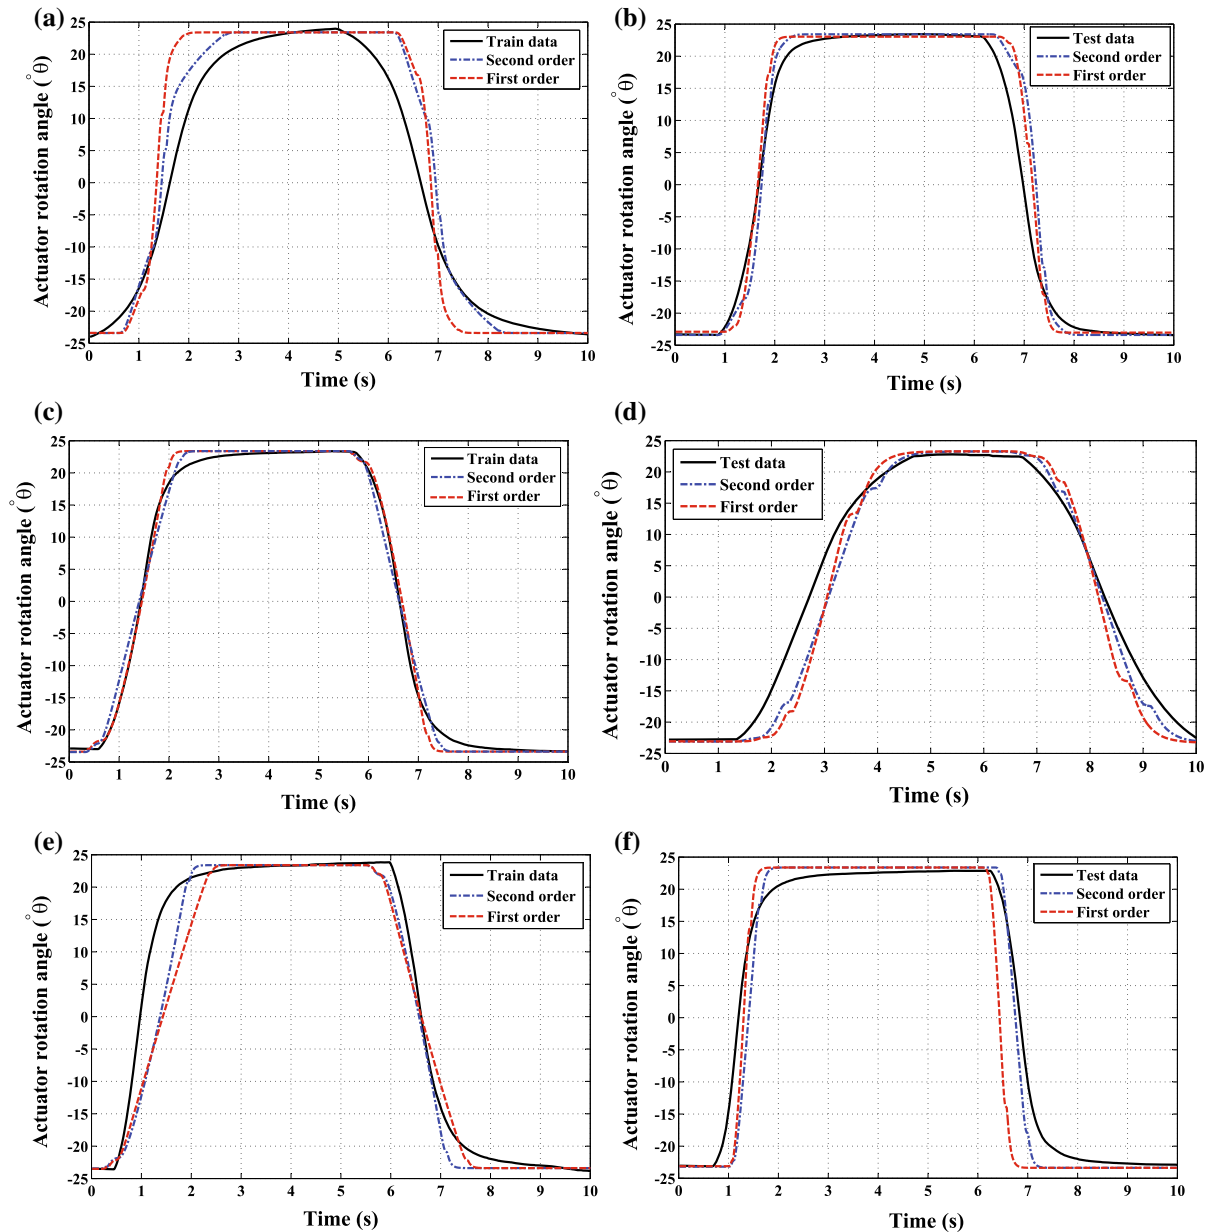 (a)
25
20
15
10
5
0
-5
-10
-15
-20
-25
Actuator rotation angle (°θ)
Train data
Second order
First order
0 1 2 3 4 5 6 7 8 9 10
Time (s)
(b)
25
20
15
10
5
0
-5
-10
-15
-20
-25
Actuator rotation angle (°θ)
Test data
Second order
First order
0 1 2 3 4 5 6 7 8 9 10
Time (s)
(c)
25
20
15
10
5
0
-5
-10
-15
-20
-25
Actuator rotation angle (°θ)
Train data
Second order
First order
0 1 2 3 4 5 6 7 8 9 10
Time (s)
(d)
25
20
15
10
5
0
-5
-10
-15
-20
-25
Actuator rotation angle (°θ)
Test data
Second order
First order
0 1 2 3 4 5 6 7 8 9 10
Time (s)
(e)
25
20
15
10
5
0
-5
-10
-15
-20
-25
Actuator rotation angle (°θ)
Train data
Second order
First order
0 1 2 3 4 5 6 7 8 9 10
Time (s)
(f)
25
20
15
10
5
0
-5
-10
-15
-20
-25
Actuator rotation angle (°θ)
Test data
Second order
First order
0 1 2 3 4 5 6 7 8 9 10
Time (s)